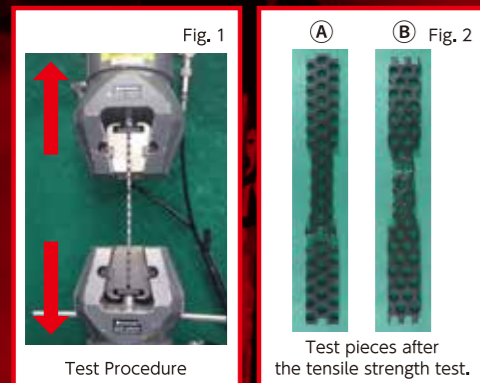 Fig. 1
Test Procedure
Ⓐ Ⓑ Fig. 2
Test pieces after
the tensile strength test.